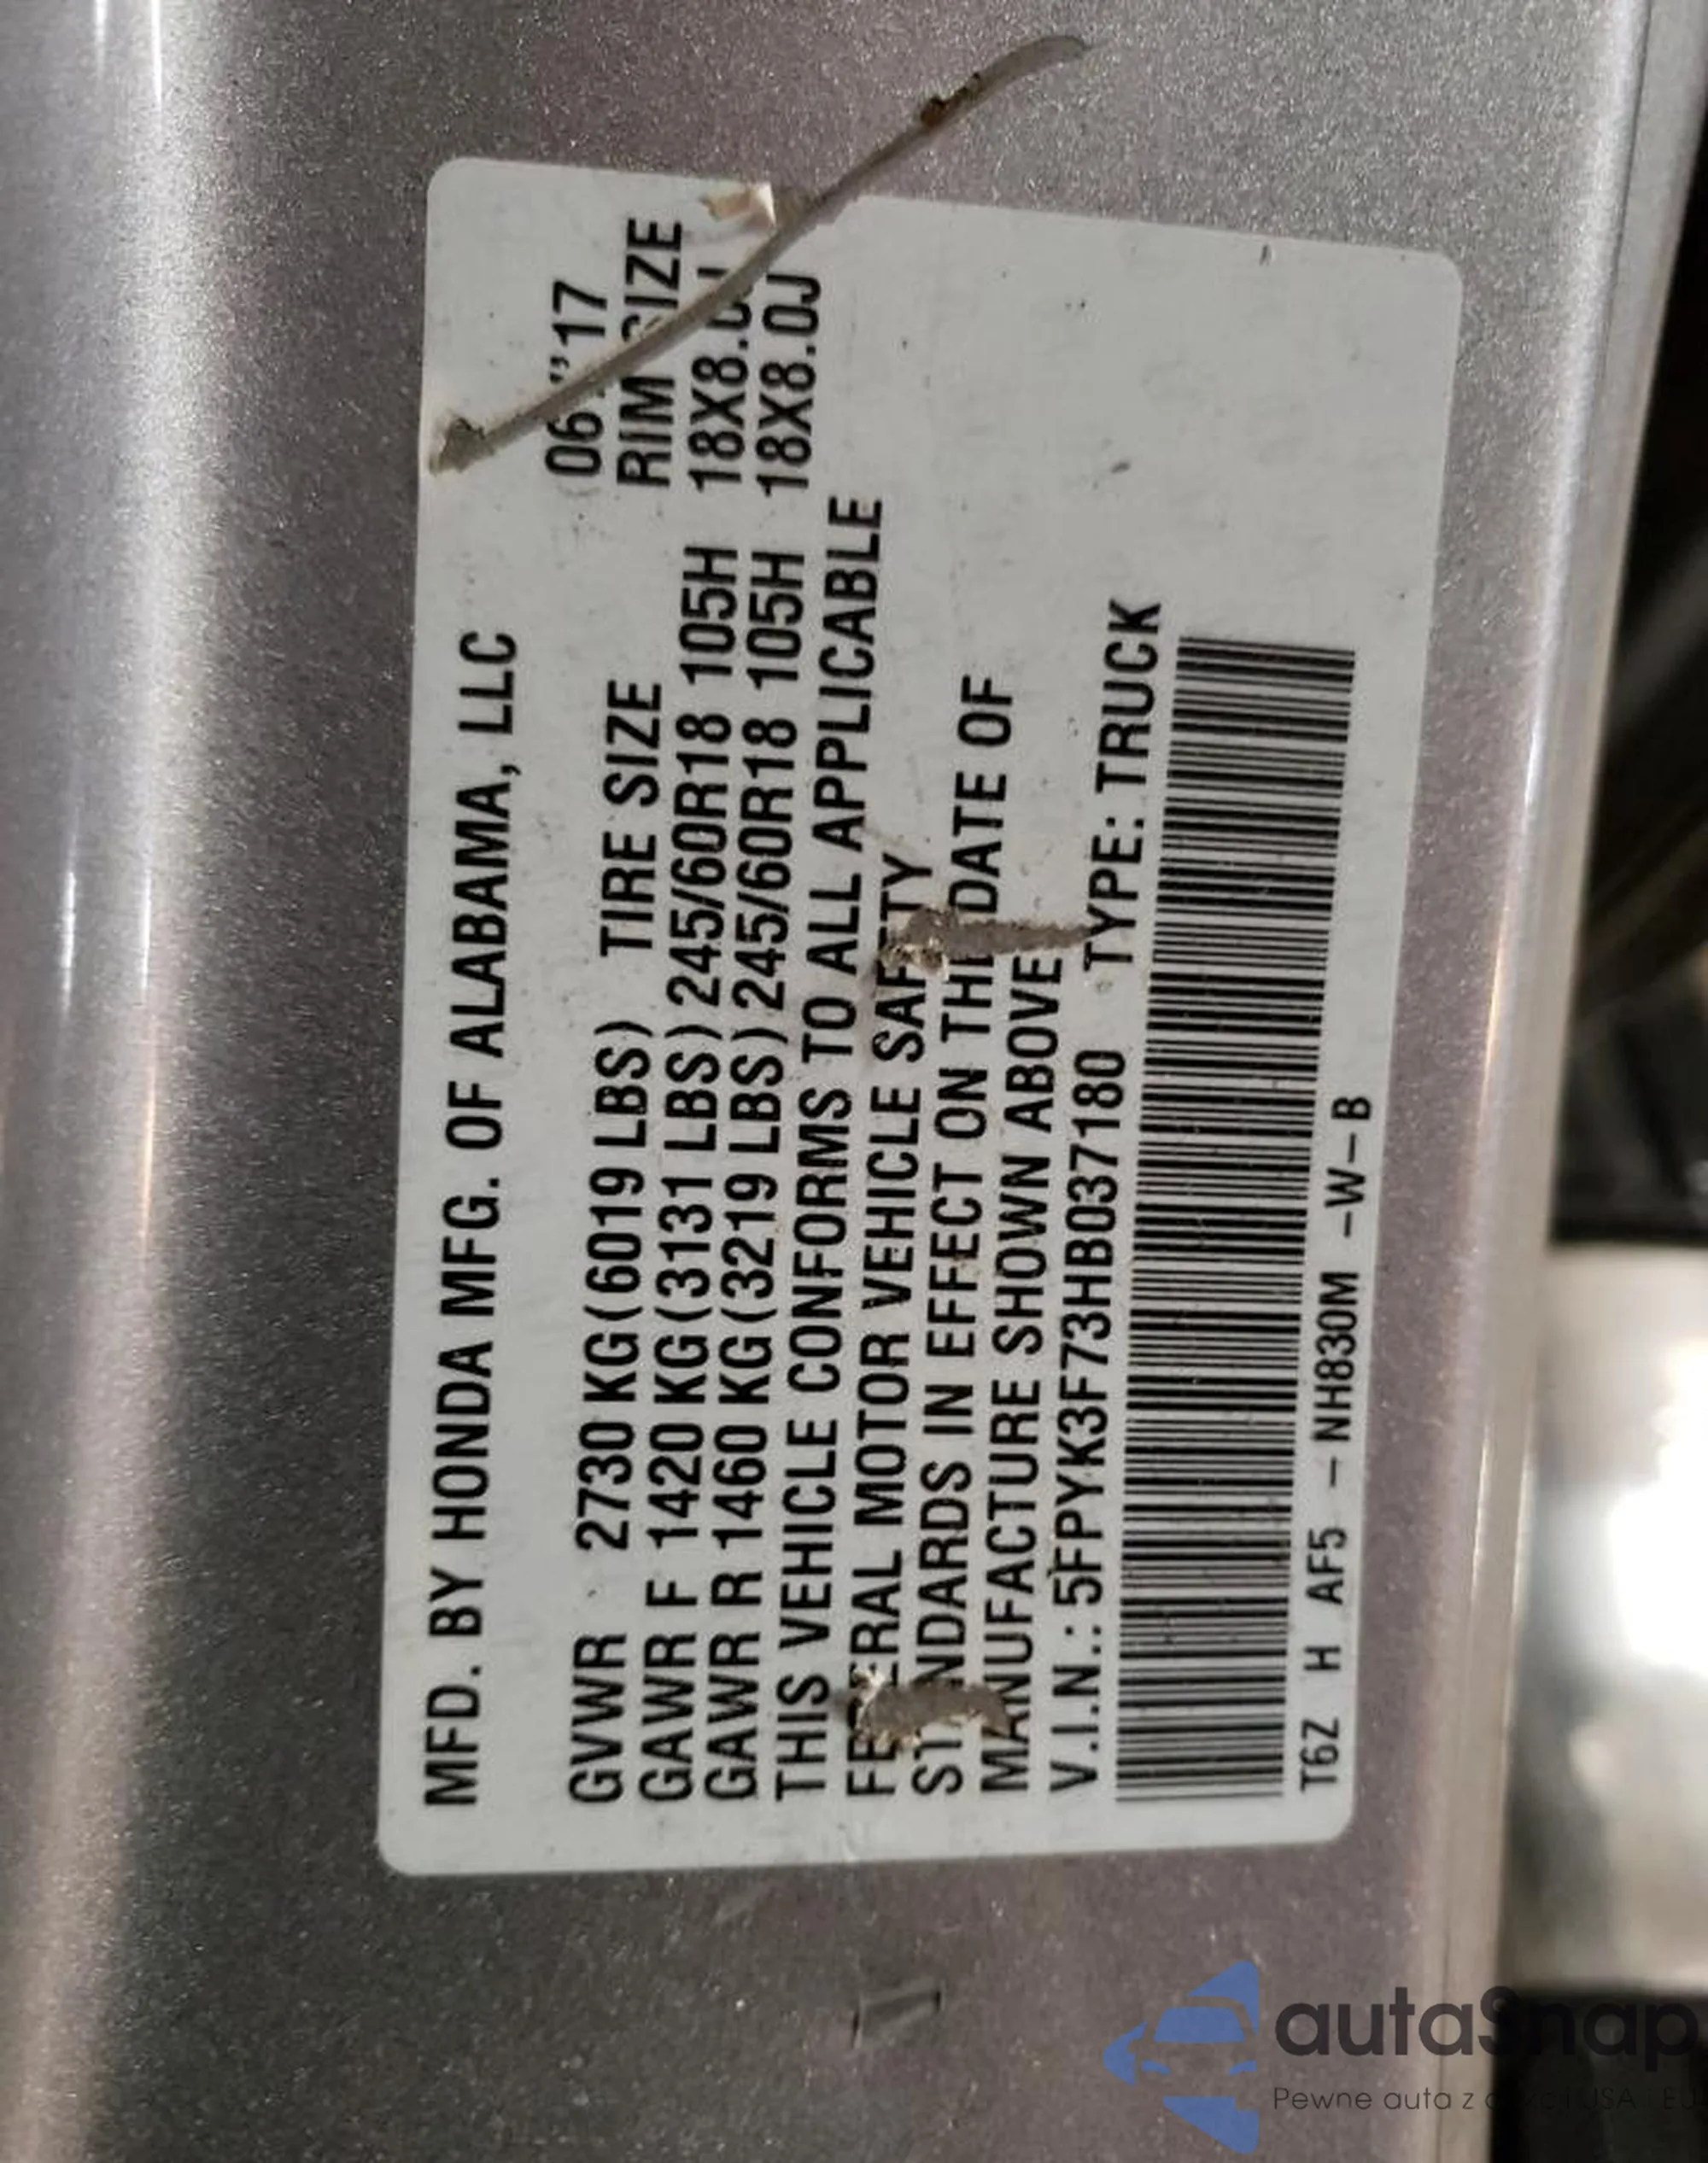 MFD. BY HONDA MFG. OF ALABAMA, LLC
06 "17
GVWR 2730 KG (6019 LBS) TIRE SIZE RIM SIZE
GAWR F 1420 KG (3131 LBS) 245/60R18 105H 18X8.0J
GAWR R 1460 KG (3219 LBS) 245/60R18 105H 18X8.0J
THIS VEHICLE CONFORMS TO ALL APPLICABLE
FEDERAL MOTOR VEHICLE SAFETY
STANDARDS IN EFFECT ON THE DATE OF
MANUFACTURE SHOWN ABOVE
V.I.N.: 5FPYK3F73HB037180 TYPE: TRUCK
T6Z H AF5 - NH830M -W-B
autaSnap
Pewne auta z